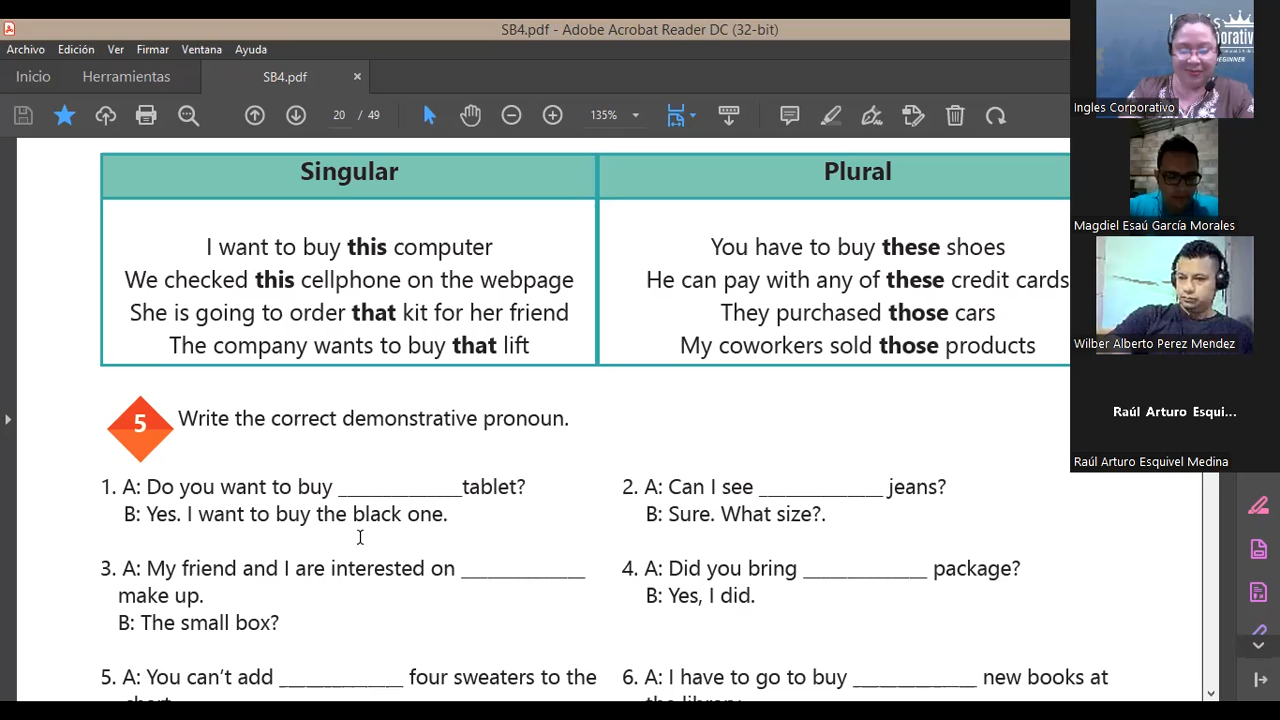 SB4.pdf - Adobe Acrobat Reader DC (32-bit)
Archivo Edición Ver Firmar Ventana Ayuda
Inicio Herramientas SB4.pdf ×
20 / 49 135%
Singular Plural
I want to buy this computer
We checked this cellphone on the webpage
She is going to order that kit for her friend
The company wants to buy that lift
You have to buy these shoes
He can pay with any of these credit cards
They purchased those cars
My coworkers sold those products
5 Write the correct demonstrative pronoun.
1. A: Do you want to buy ______________tablet?
B: Yes. I want to buy the black one.
2. A: Can I see ______________ jeans?
B: Sure. What size?.
3. A: My friend and I are interested on ______________
make up.
B: The small box?
4. A: Did you bring ______________ package?
B: Yes, I did.
5. A: You can't add ______________ four sweaters to the
6. A: I have to go to buy ______________ new books at
the library
Ingles Corporativo
Magdiel Esaú García Morales
Wilber Alberto Perez Mendez
Raúl Arturo Esqui...
Raúl Arturo Esquivel Medina